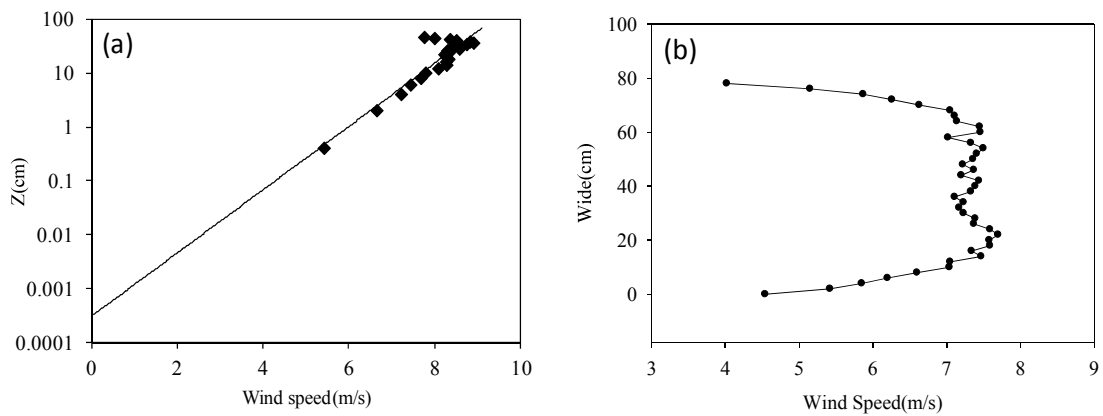 (a)
Z(cm)
100
10
1
0.1
0.01
0.001
0.0001
0 2 4 6 8 10
Wind speed(m/s)
(b)
Wide(cm)
100
80
60
40
20
0
3 4 5 6 7 8 9
Wind Speed(m/s)